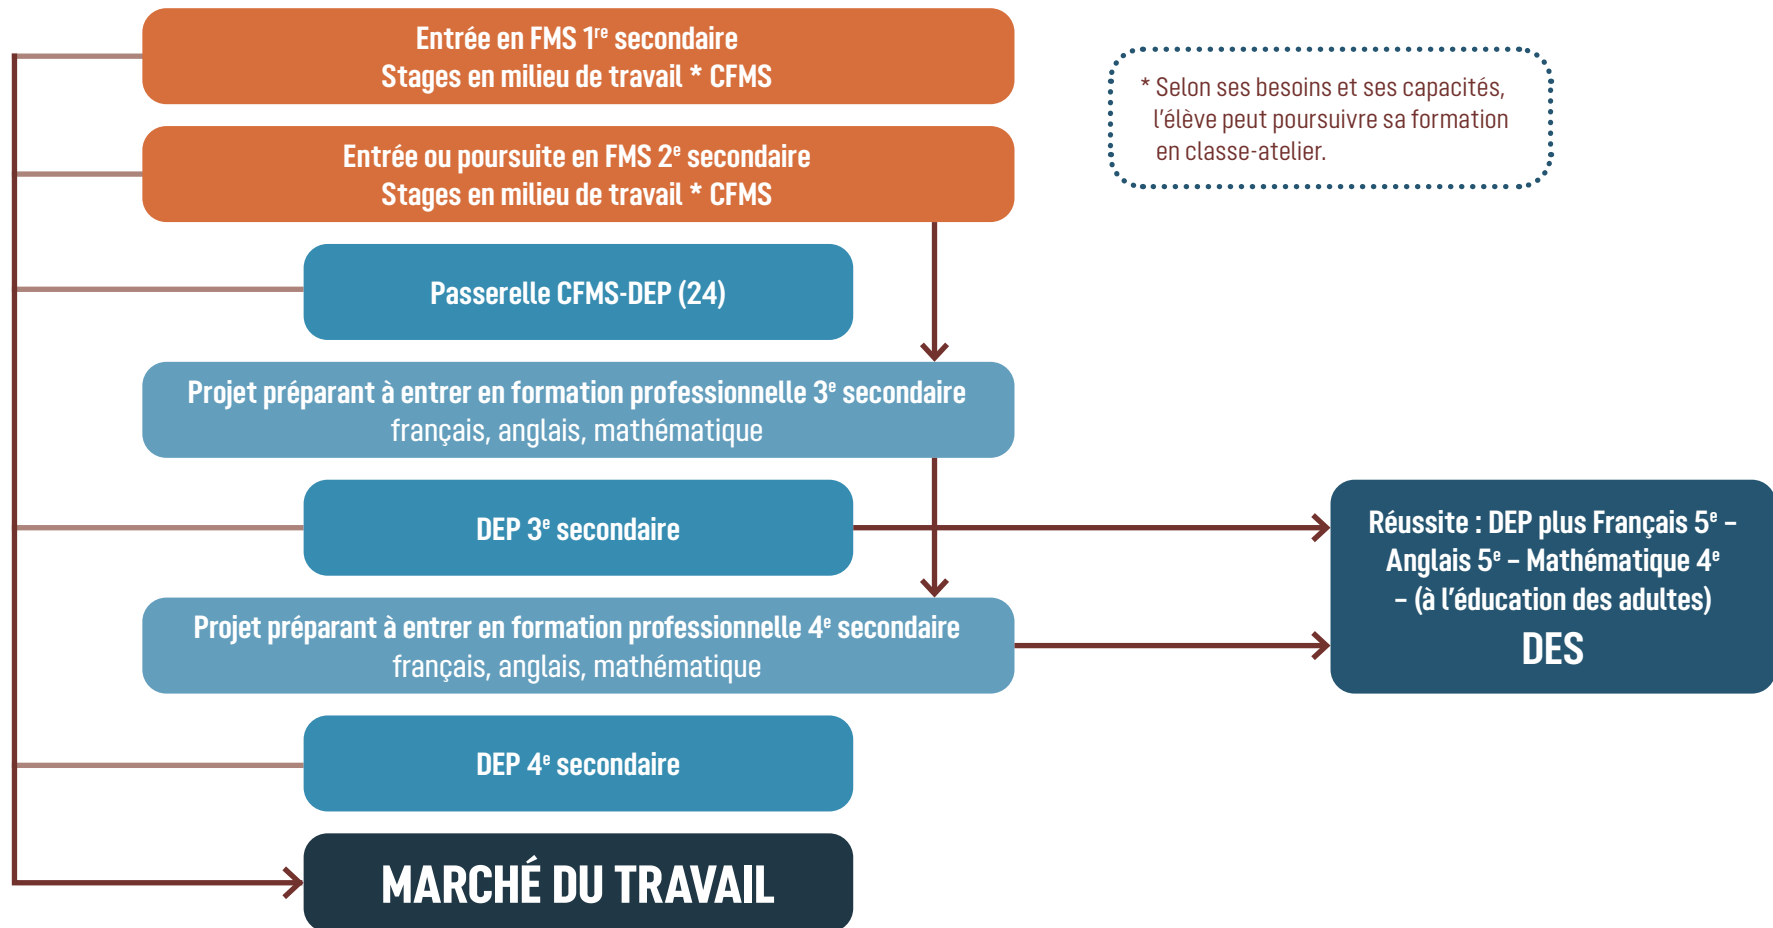 Entrée en FMS 1re secondaire
Stages en milieu de travail * CFMS
* Selon ses besoins et ses capacités,
l'élève peut poursuivre sa formation
en classe-atelier.
Entrée ou poursuite en FMS 2e secondaire
Stages en milieu de travail * CFMS
Passerelle CFMS-DEP (24)
Projet préparant à entrer en formation professionnelle 3e secondaire
français, anglais, mathématique
DEP 3e secondaire
Réussite : DEP plus Français 5e –
Anglais 5e – Mathématique 4e
– (à l'éducation des adultes)
DES
Projet préparant à entrer en formation professionnelle 4e secondaire
français, anglais, mathématique
DEP 4e secondaire
MARCHÉ DU TRAVAIL